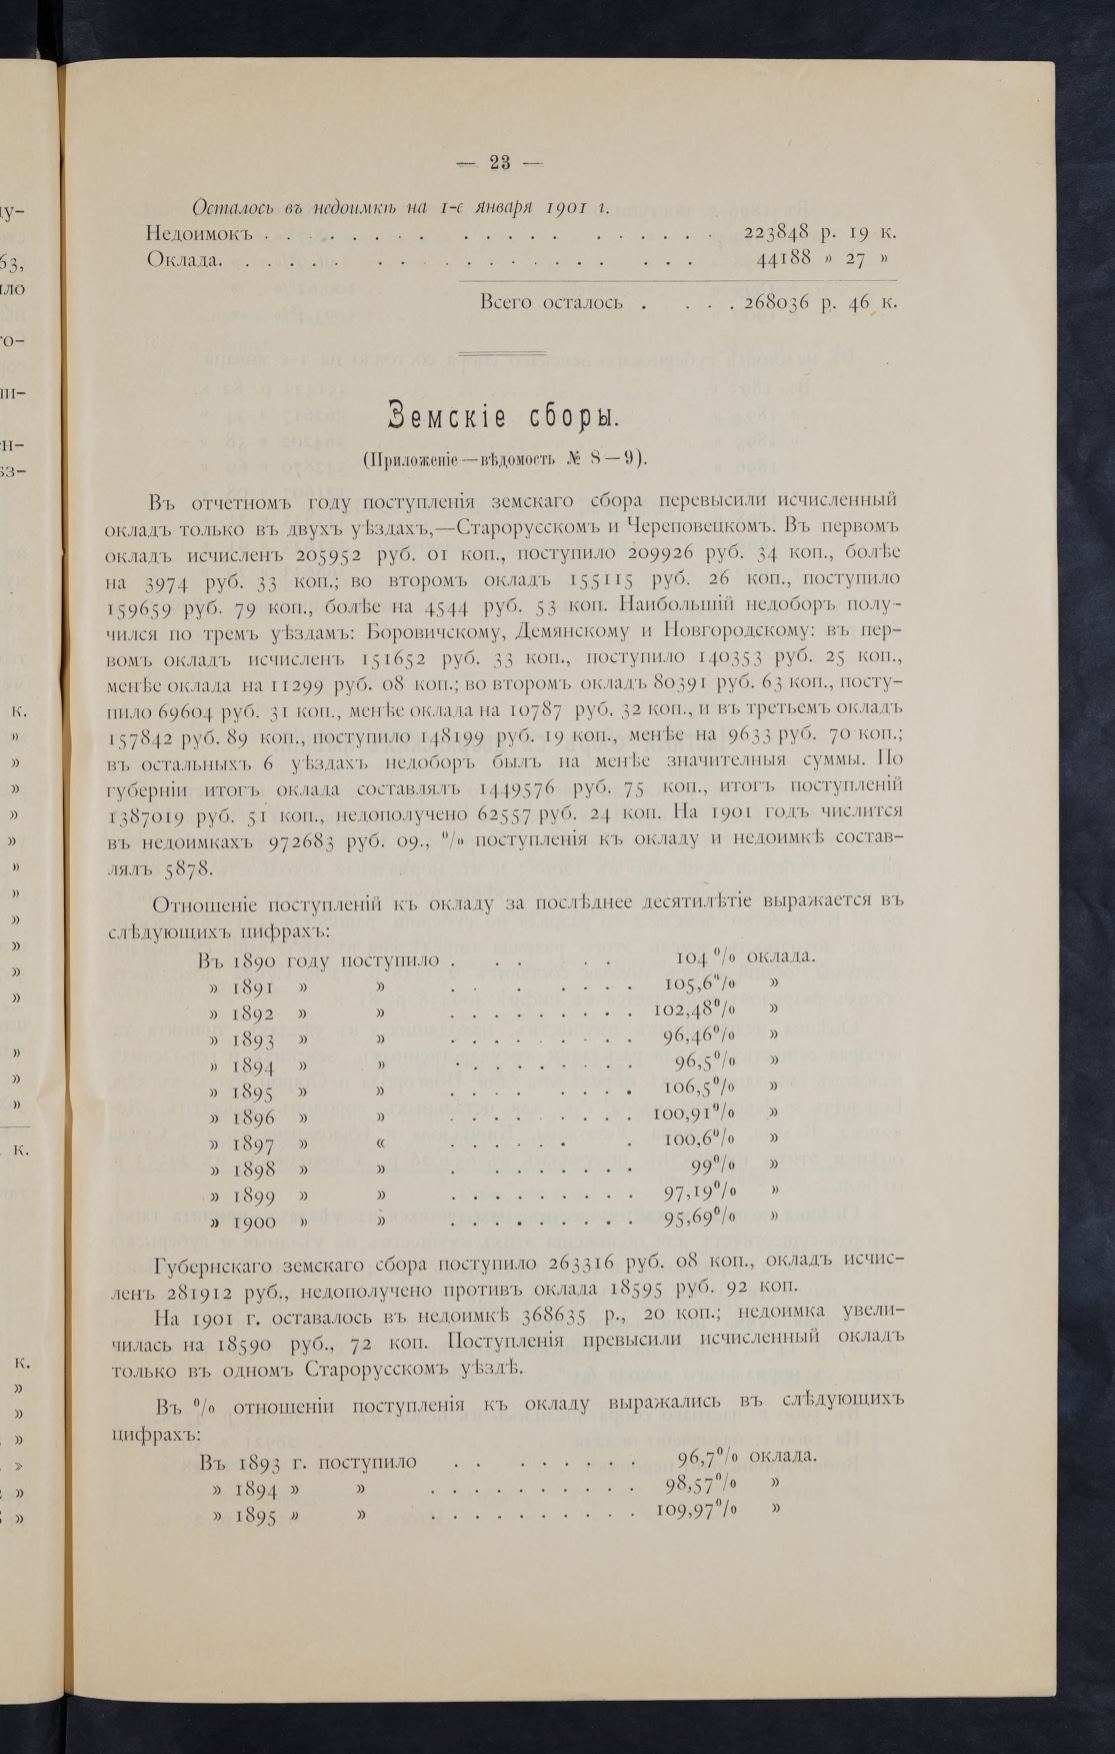 — 23 —
Осталось въ недоимкѣ на 1-е января 1901 г.
Недоимокъ . . . . . . . . . . . . . . . . . . . 223848 р. 19 к.
Оклада. . . . . . . . . . . . . . . . . . . 44188 » 27 »
Всего осталось . . . . . 268036 р. 46 к.
Земскіе сборы.
(Приложеніе—вѣдомость № 8—9).
Въ отчетномъ году поступленія земскаго сбора перевысили исчисленный
окладъ только въ двухъ уѣздахъ,—Старорусскомъ и Череповецкомъ. Въ первомъ
окладъ исчисленъ 205952 руб. 01 коп., поступило 209926 руб. 34 коп., болѣе
на 3974 руб. 33 коп.; во второмъ окладъ 155115 руб. 26 коп., поступило
159659 руб. 79 коп., болѣе на 4544 руб. 53 коп. Наибольшій недоборъ полу-
чился по тремъ уѣздамъ: Боровичскому, Демянскому и Новгородскому: въ пер-
вомъ окладъ исчисленъ 151652 руб. 33 коп., поступило 140353 руб. 25 коп.,
менѣе оклада на 11299 руб. 08 коп.; во второмъ окладъ 80391 руб. 63 коп., посту-
пило 69604 руб. 31 коп., менѣе оклада на 10787 руб. 32 коп., и въ третьемъ окладъ
157842 руб. 89 коп., поступило 148199 руб. 19 коп., менѣе на 9633 руб. 70 коп.;
въ остальныхъ 6 уѣздахъ недоборъ былъ на менѣе значителныя суммы. По
губерніи итогъ оклада составлялъ 1449576 руб. 75 коп., итогъ поступленій
1387019 руб. 51 коп., недополучено 62557 руб. 24 коп. На 1901 годъ числится
въ недоимкахъ 972683 руб. 09., % поступленія къ окладу и недоимкѣ состав-
лялъ 5878.
Отношеніе поступленій къ окладу за послѣднее десятилѣтіе выражается въ
слѣдующихъ цифрахъ:
Въ 1890 году поступило . . . . . 104% оклада.
» 1891 » » . . . . . . . 105,6% »
» 1892 » » . . . . . . . . . 102,48% »
» 1893 » » . . . . . . . . . 96,46% »
» 1894 » » . . . . . . . . . 96,5% »
» 1895 » » . . . . . . . 106,5% »
» 1896 » » . . . . . . . . . 100,91% »
» 1897 » « . . . . . . . 100,6% »
» 1898 » » . . . . . . . . 99% »
» 1899 » » . . . . . . . . . 97,19% »
» 1900 » » . . . . . . . . . 95,69% »
Губернскаго земскаго сбора поступило 263316 руб. 08 коп., окладъ исчис-
ленъ 281912 руб., недополучено противъ оклада 18595 руб. 92 коп.
На 1901 г. оставалось въ недоимкѣ 368635 р., 20 коп.; недоимка увели-
чилась на 18590 руб., 72 коп. Поступленія превысили исчисленный окладъ
только въ одномъ Старорусскомъ уѣздѣ.
Въ % отношеніи поступленія къ окладу выражались въ слѣдующихъ
цифрахъ:
Въ 1893 г. поступило . . . . . . . . 96,7% оклада.
» 1894 » » . . . . . . . . . . 98,57% »
» 1895 » » . . . . . . . . . . 109,97% »